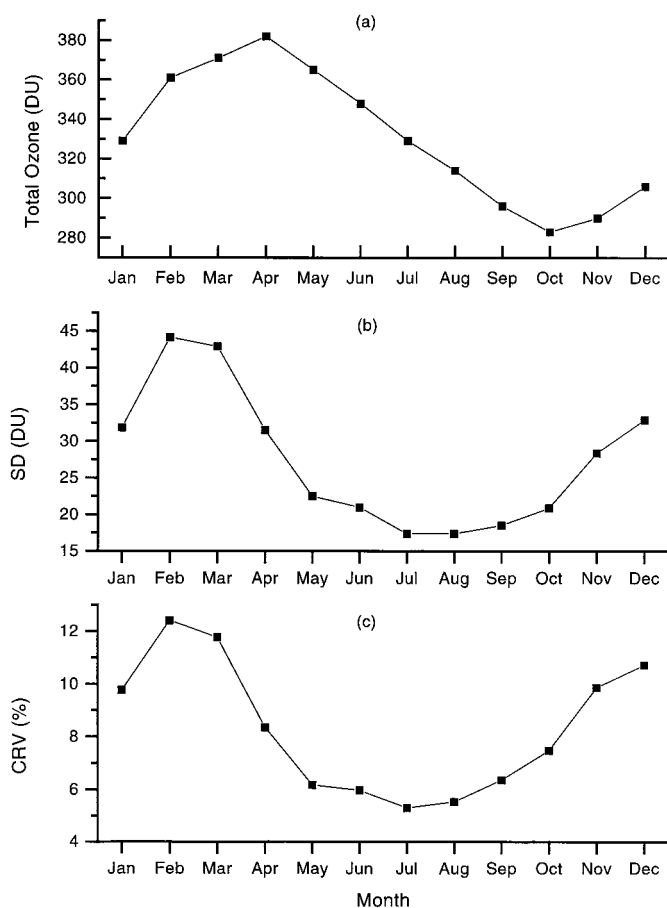 (a)
Total Ozone (DU)
380
360
340
320
300
280
Jan Feb Mar Apr May Jun Jul Aug Sep Oct Nov Dec
(b)
SD (DU)
45
40
35
30
25
20
15
Jan Feb Mar Apr May Jun Jul Aug Sep Oct Nov Dec
(c)
CRV (%)
12
10
8
6
4
Jan Feb Mar Apr May Jun Jul Aug Sep Oct Nov Dec
Month